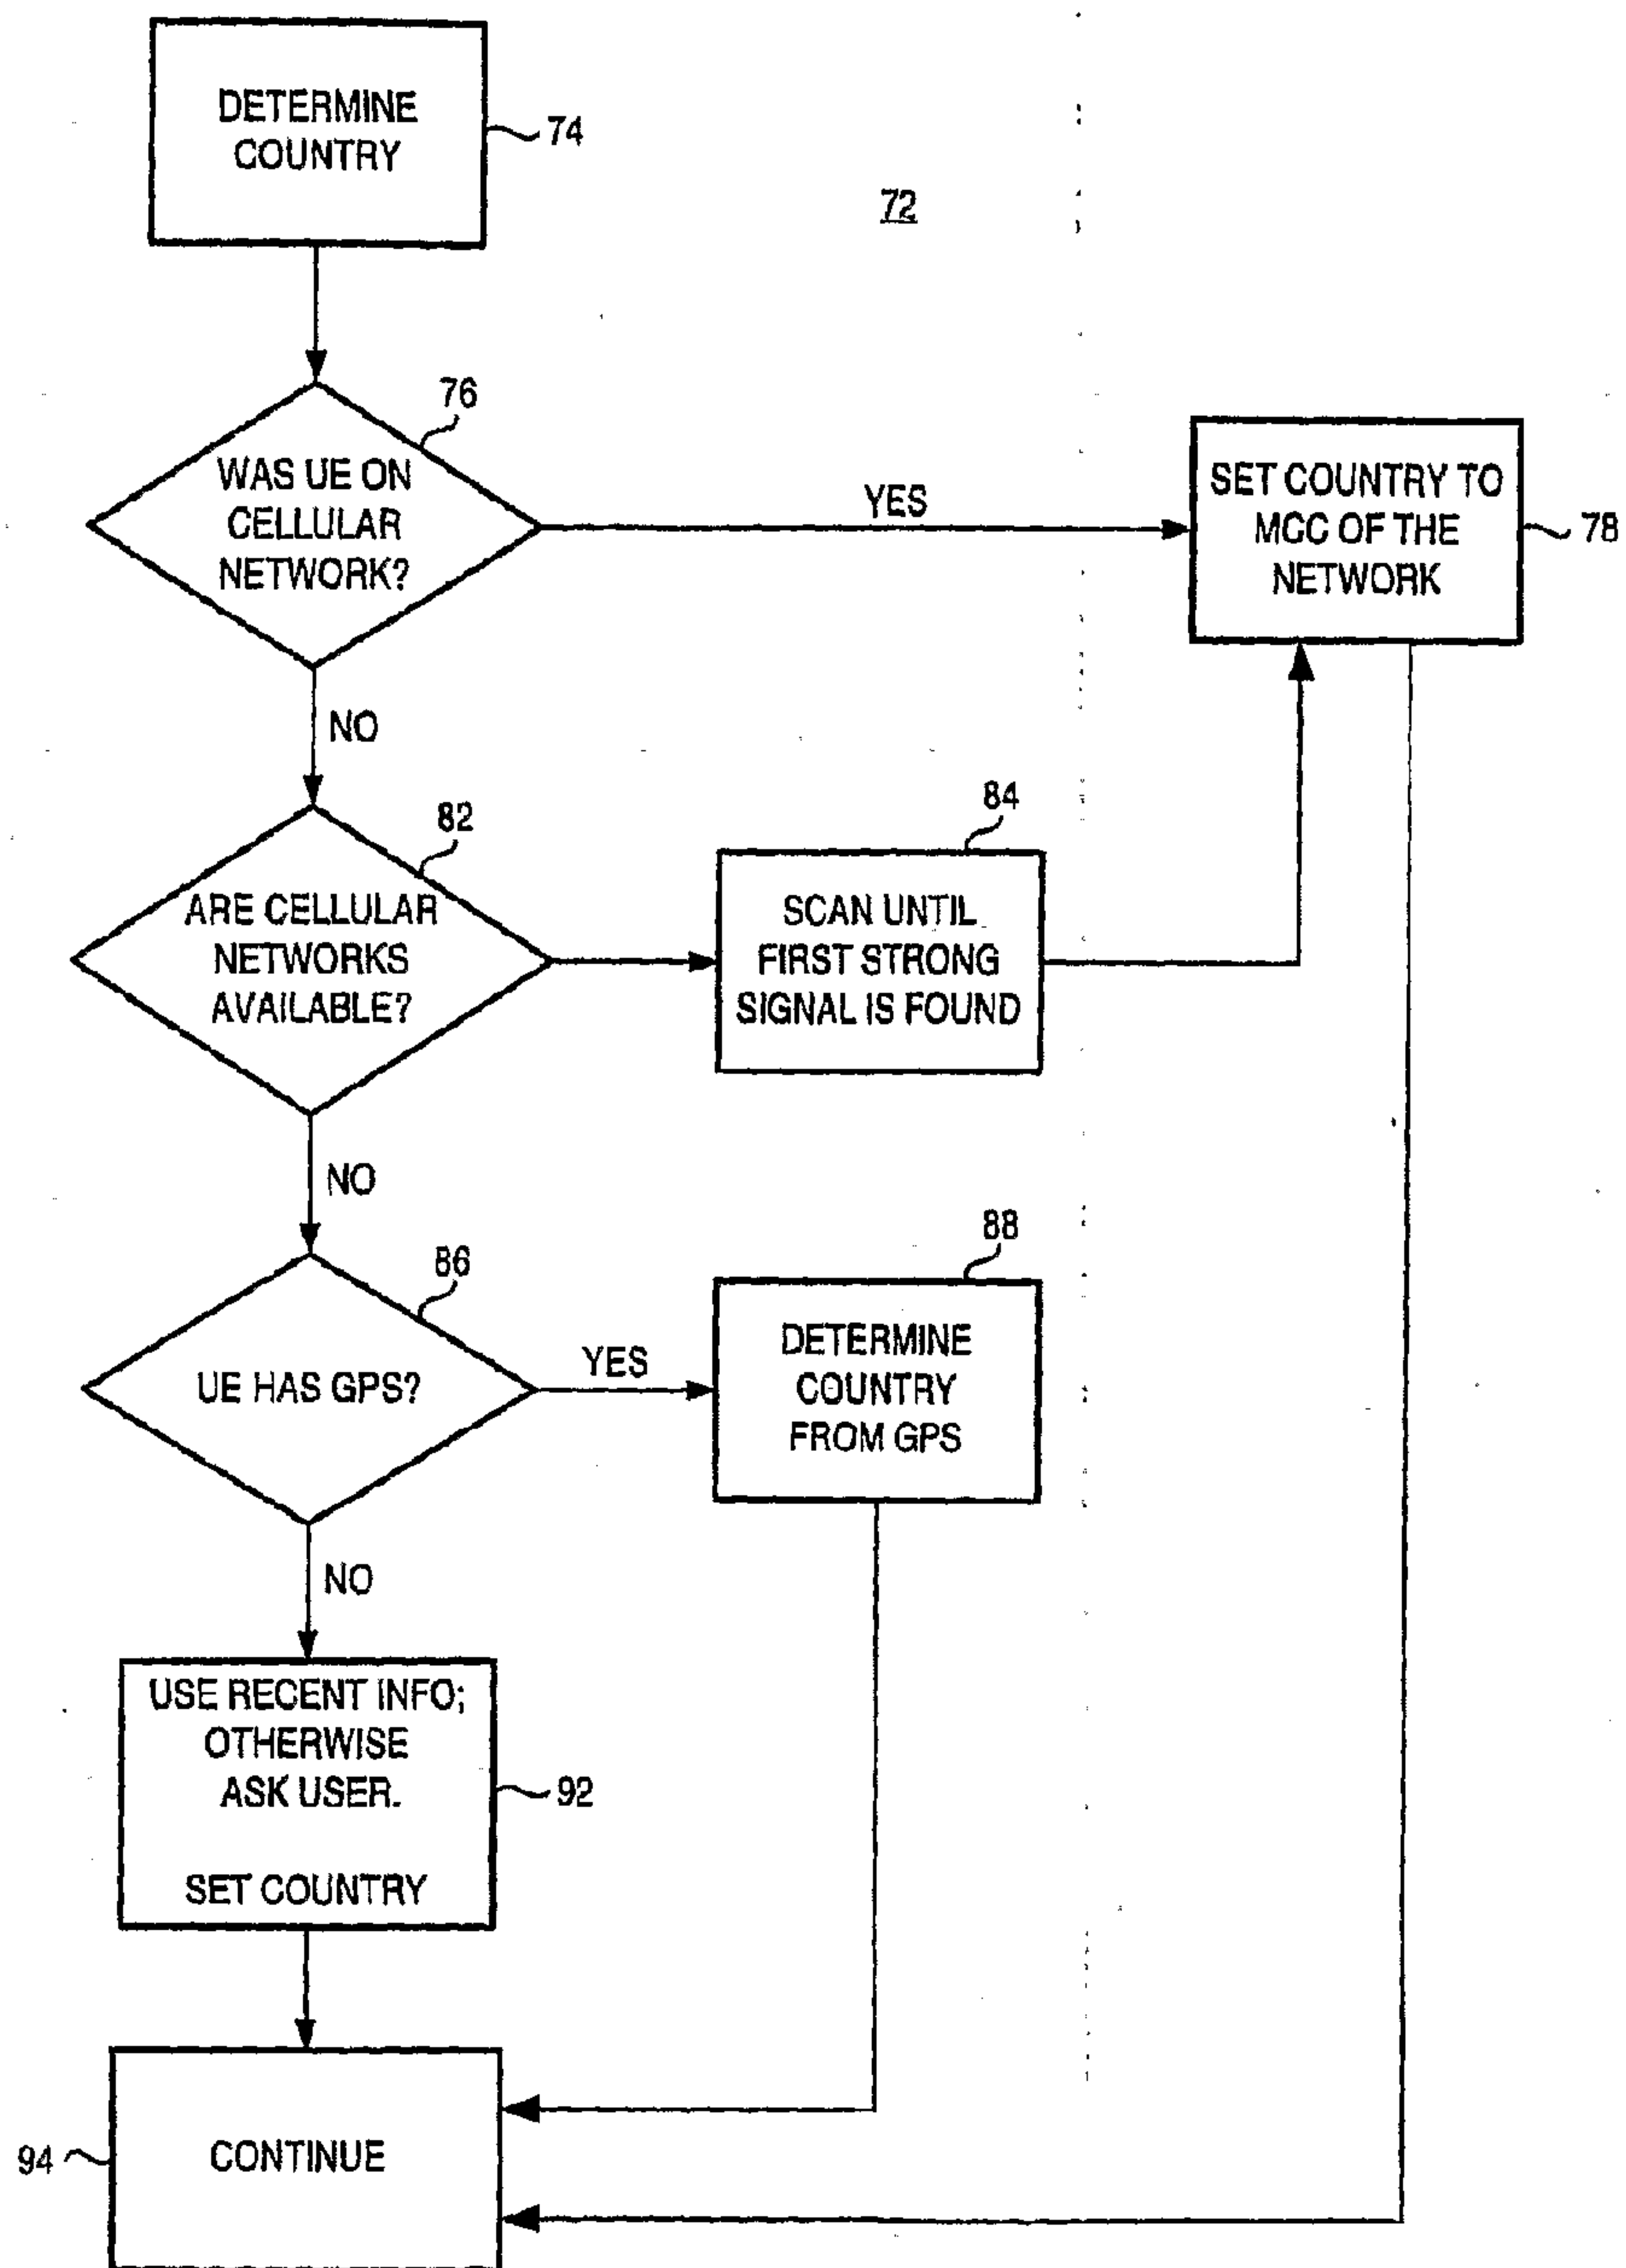 DETERMINE
COUNTRY
74
72
76
WAS UE ON
CELLULAR
NETWORK?
YES
SET COUNTRY TO
MCC OF THE
NETWORK
78
NO
82
ARE CELLULAR
NETWORKS
AVAILABLE?
84
SCAN UNTIL
FIRST STRONG
SIGNAL IS FOUND
NO
86
UE HAS GPS?
YES
88
DETERMINE
COUNTRY
FROM GPS
NO
USE RECENT INFO;
OTHERWISE
ASK USER.
SET COUNTRY
92
94
CONTINUE